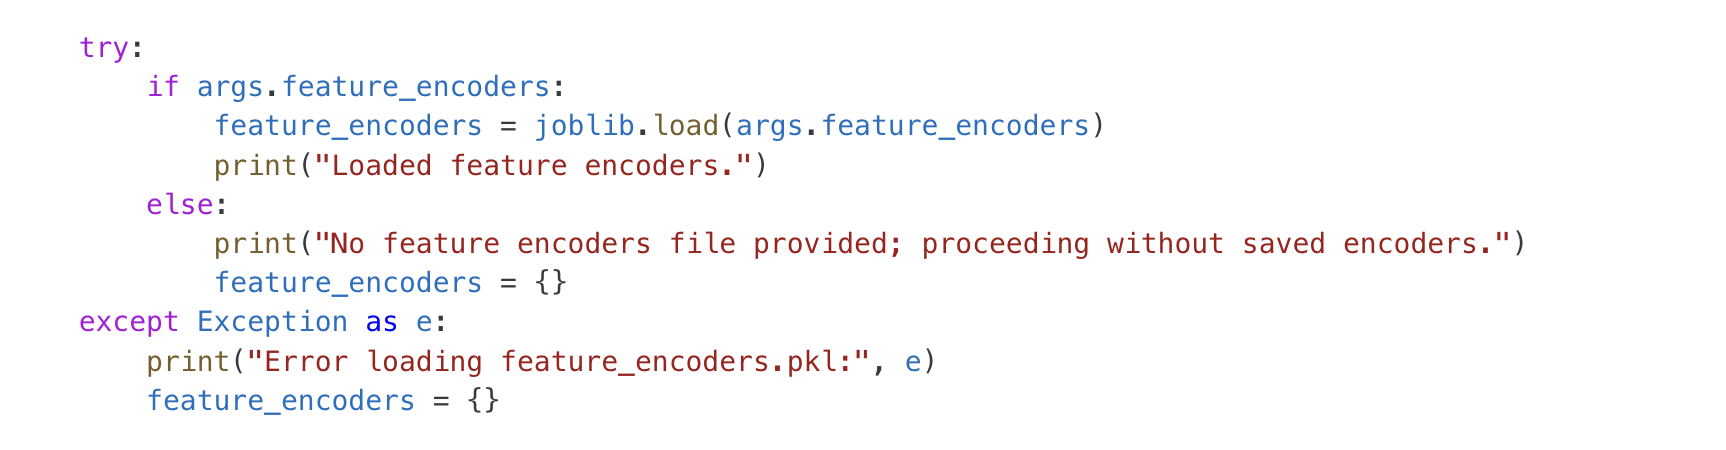 try:
    if args.feature_encoders:
        feature_encoders = joblib.load(args.feature_encoders)
        print("Loaded feature encoders.")
    else:
        print("No feature encoders file provided; proceeding without saved encoders.")
        feature_encoders = {}
except Exception as e:
    print("Error loading feature_encoders.pkl:", e)
    feature_encoders = {}